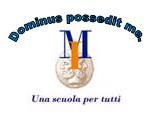 Dominus possedit me.
M
I
Una scuola per tutti